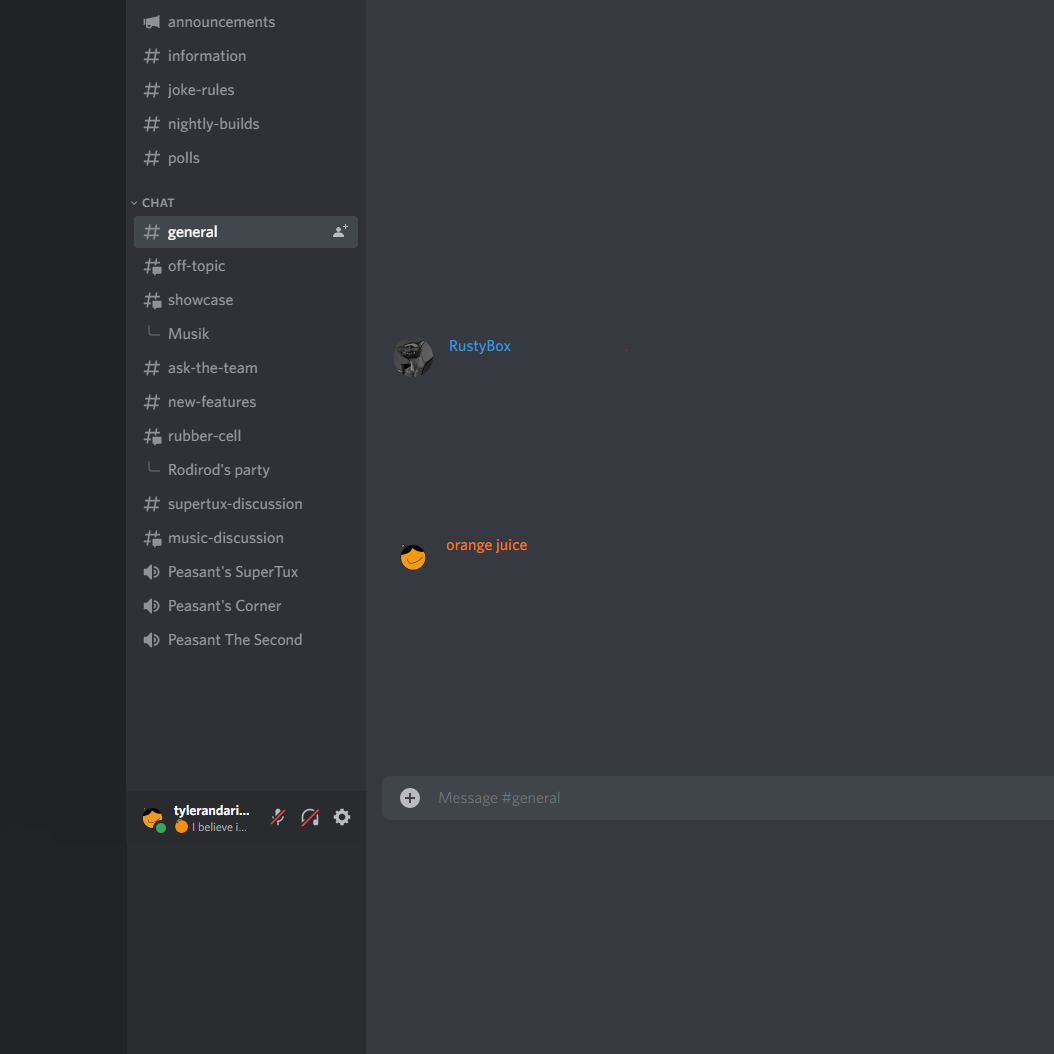 announcements
information
joke-rules
nightly-builds
polls
CHAT
general
off-topic
showcase
Musik
ask-the-team
new-features
rubber-cell
Rodirod's party
supertux-discussion
music-discussion
Peasant's SuperTux
Peasant's Corner
Peasant The Second
tylerandari...
I believe i...
RustyBox
orange juice
Message #general